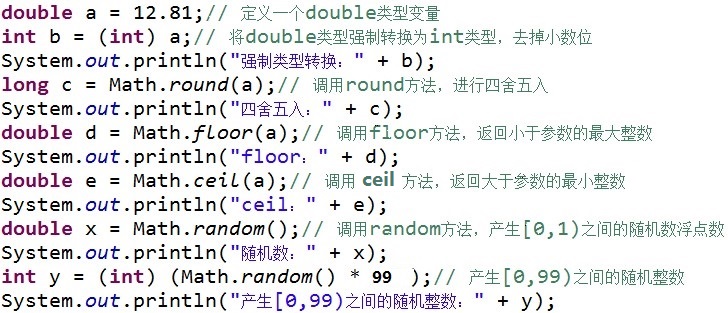 double a = 12.81;// 定义一个double类型变量
int b = (int) a;// 将double类型强制转换为int类型，去掉小数位
System.out.println("强制类型转换：" + b);
long c = Math.round(a);// 调用round方法，进行四舍五入
System.out.println("四舍五入：" + c);
double d = Math.floor(a);// 调用floor方法，返回小于参数的最大整数
System.out.println("floor：" + d);
double e = Math.ceil(a);// 调用 ceil 方法，返回大于参数的最小整数
System.out.println("ceil：" + e);
double x = Math.random();// 调用random方法，产生[0,1)之间的随机数浮点数
System.out.println("随机数：" + x);
int y = (int) (Math.random() * 99 );// 产生[0,99)之间的随机整数
System.out.println("产生[0,99)之间的随机整数：" + y);